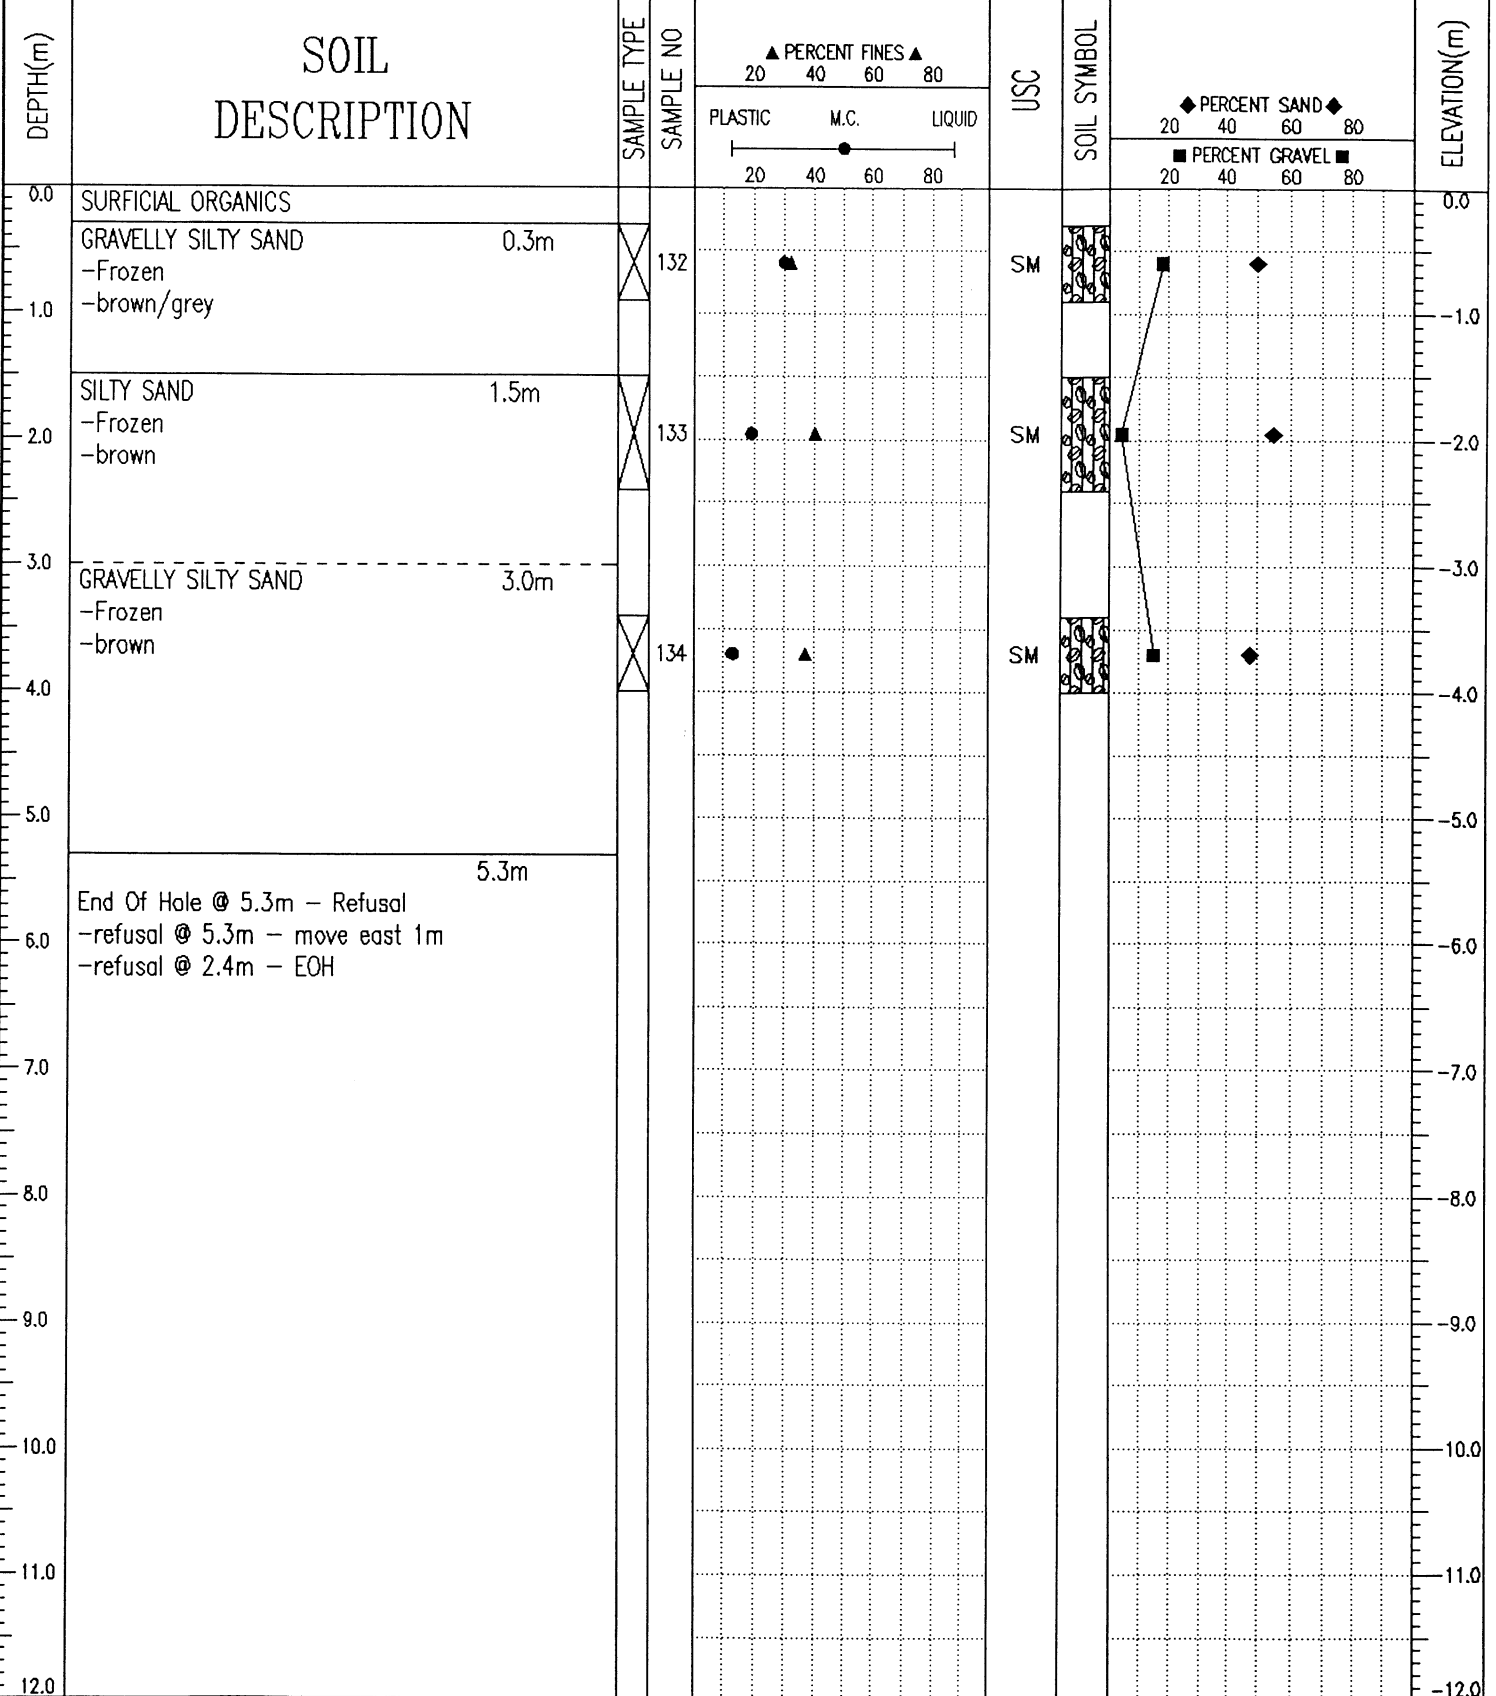 DEPTH(m)
SOIL
DESCRIPTION
SAMPLE TYPE
SAMPLE NO
▲ PERCENT FINES ▲
20 40 60 80
PLASTIC M.C. LIQUID
20 40 60 80
USC
SOIL SYMBOL
◆ PERCENT SAND ◆
20 40 60 80
■ PERCENT GRAVEL ■
20 40 60 80
ELEVATION(m)
0.0
SURFICIAL ORGANICS
0.0
GRAVELLY SILTY SAND 0.3m
-Frozen
132
SM
-brown/grey
1.0
-1.0
SILTY SAND 1.5m
-Frozen
2.0
133
SM
-2.0
-brown
3.0
-3.0
GRAVELLY SILTY SAND 3.0m
-Frozen
-brown
134
SM
4.0
-4.0
5.0
-5.0
5.3m
End Of Hole @ 5.3m - Refusal
6.0
-refusal @ 5.3m - move east 1m
-6.0
-refusal @ 2.4m - EOH
7.0
-7.0
8.0
-8.0
9.0
-9.0
10.0
-10.0
11.0
-11.0
12.0
-12.0